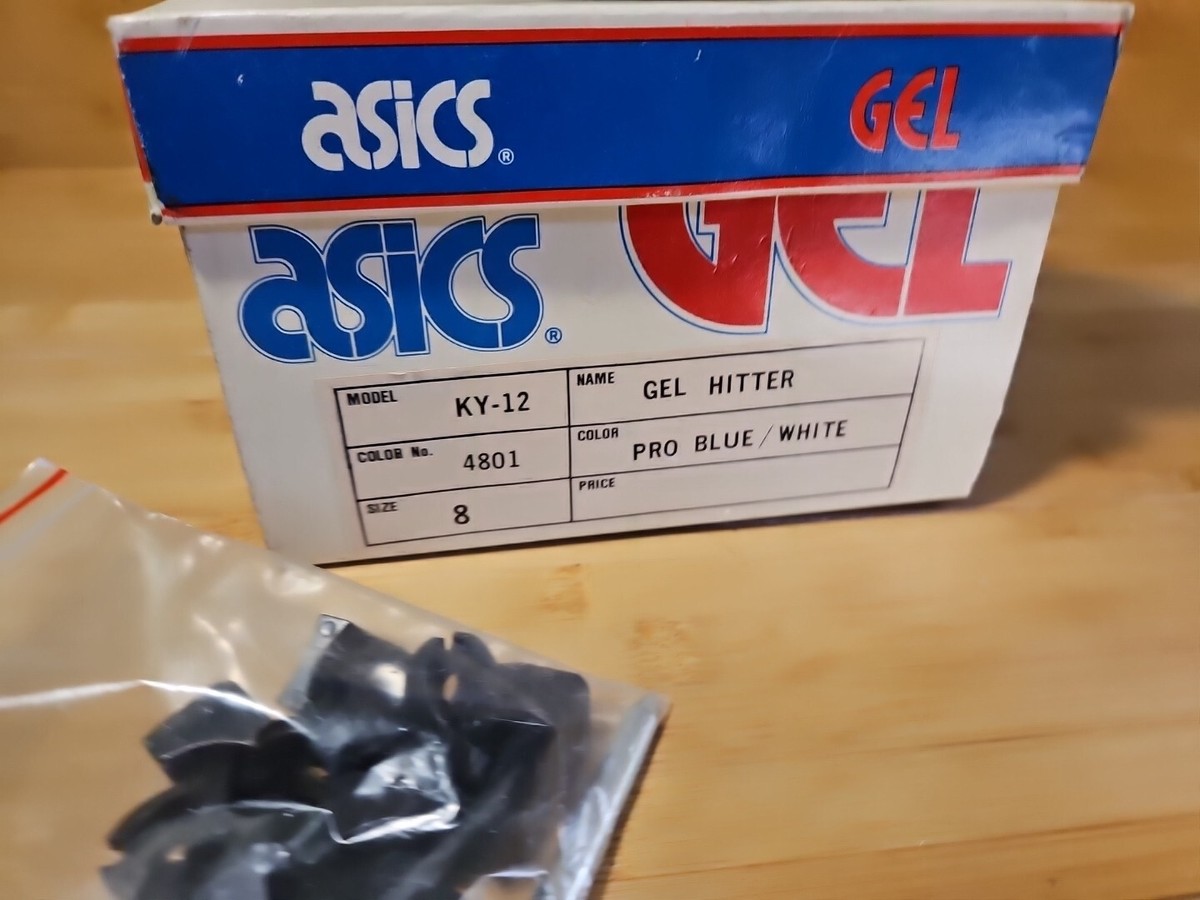 asics® GEL
asics® GEL
MODEL KY-12 NAME GEL HITTER
COLOR No. 4801 COLOR PRO BLUE/WHITE
SIZE 8 PRICE